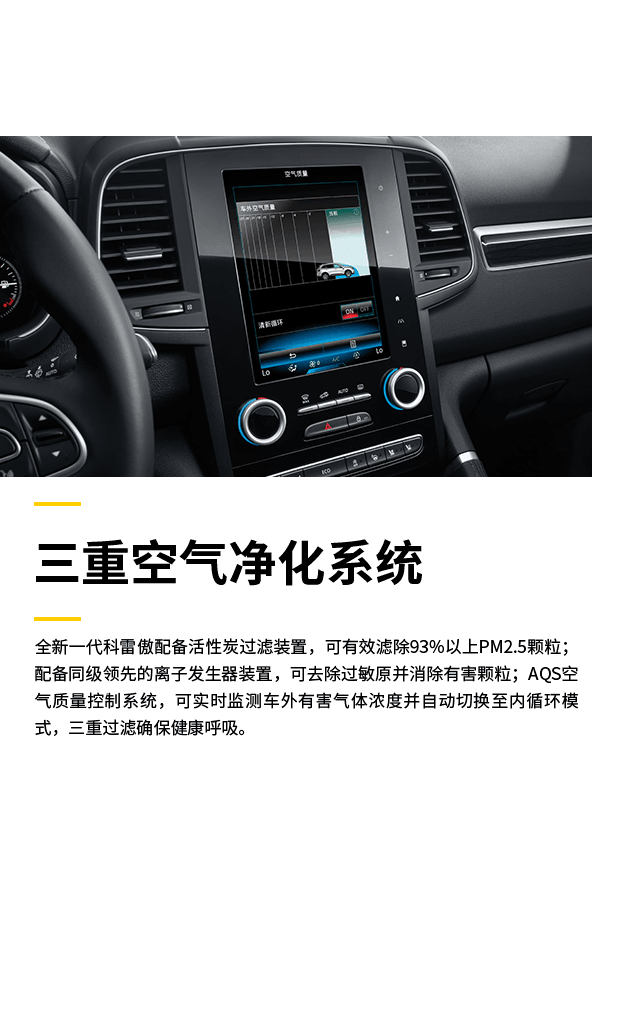 空气质量
车外空气质量
当前
清新循环
ON OFF
A/C
Lo
Lo
AUTO
AUTO
ECO
三重空气净化系统
全新一代科雷傲配备活性炭过滤装置，可有效滤除93%以上PM2.5颗粒；
配备同级领先的离子发生器装置，可去除过敏原并消除有害颗粒；AQS空
气质量控制系统，可实时监测车外有害气体浓度并自动切换至内循环模
式，三重过滤确保健康呼吸。